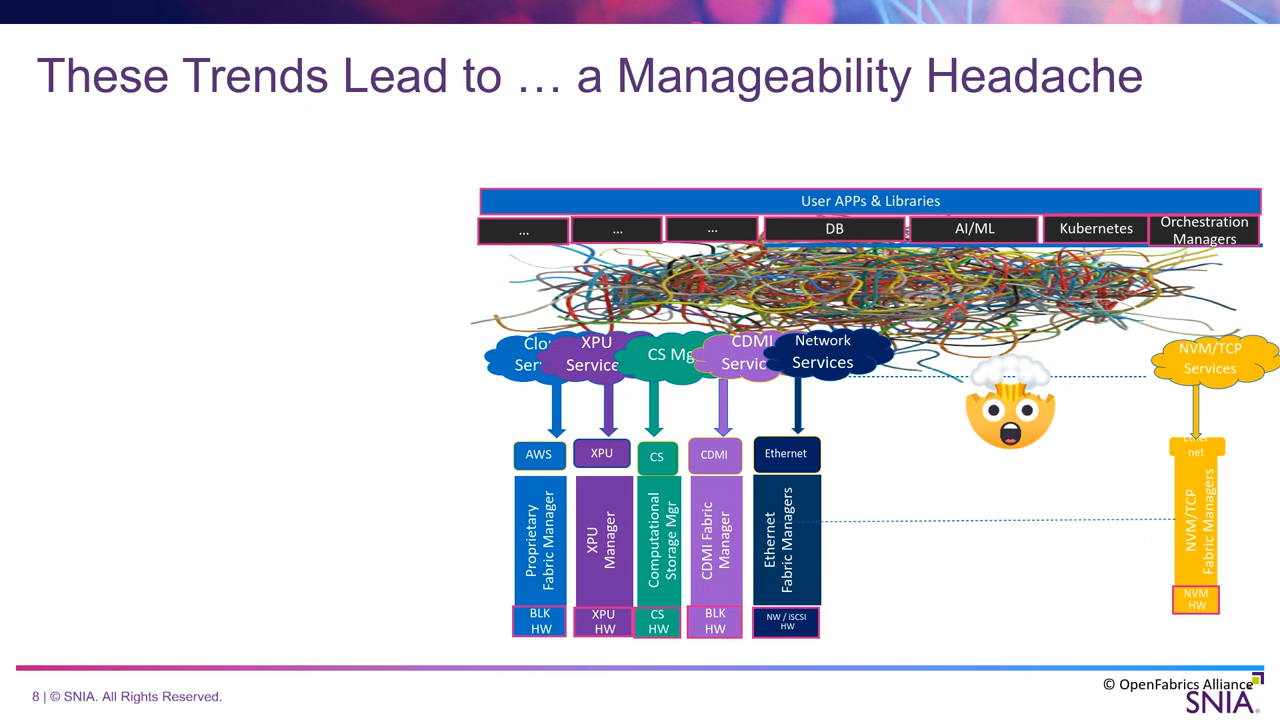 These Trends Lead to … a Manageability Headache
User APPs & Libraries
...
...
...
DB
AI/ML
Kubernetes
Orchestration
Managers
XPU
Service
CS Mg
CDMI
Servic
Network
Services
NVM/TCP
Services
AWS
XPU
CS
CDMI
Ethernet
net
Proprietary
Fabric Manager
XPU
Manager
Computational
Storage Mgr
CDMI Fabric
Manager
Ethernet
Fabric Managers
NVM/TCP
Fabric Managers
BLK
HW
XPU
HW
CS
HW
BLK
HW
NW / iSCSI
HW
NVM
HW
8 | © SNIA. All Rights Reserved.
© OpenFabrics Alliance
SNIA